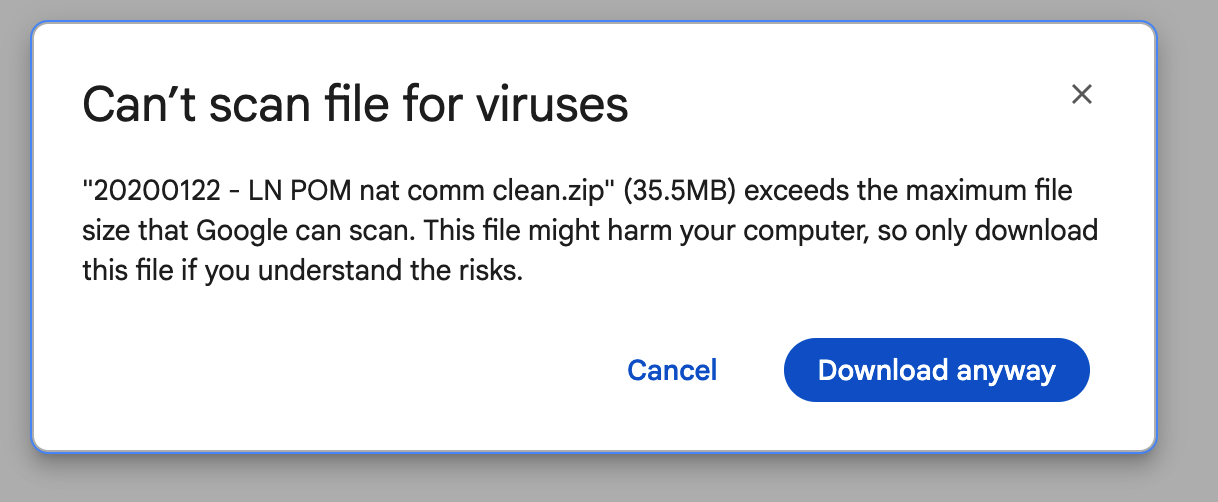 Can’t scan file for viruses
"20200122 - LN POM nat comm clean.zip" (35.5MB) exceeds the maximum file
size that Google can scan. This file might harm your computer, so only download
this file if you understand the risks.
Cancel
Download anyway